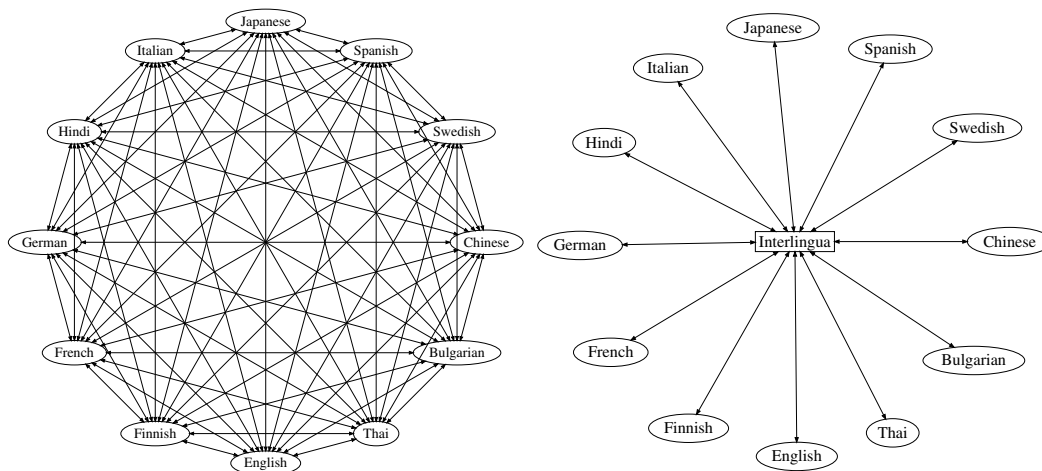 Japanese
Italian
Spanish
Hindi
Swedish
German
Chinese
French
Bulgarian
Finnish
Thai
English
Japanese
Spanish
Italian
Swedish
Hindi
German
Interlingua
Chinese
French
Bulgarian
Finnish
Thai
English